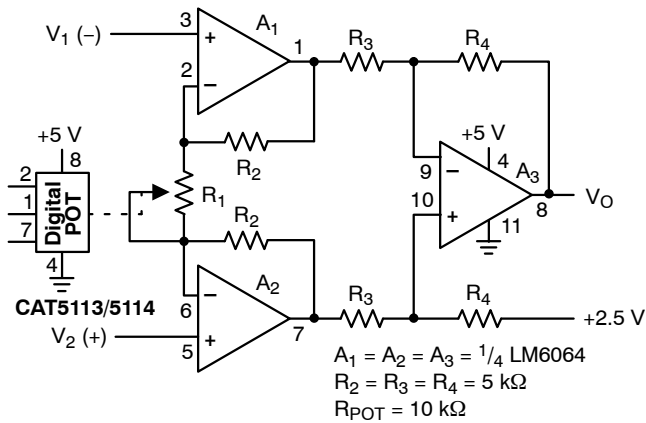 V1 (−)
3
+
A1
1
2
−
R3
R4
R2
+5 V
8
2
1
7
Digital
POT
4
R1
R2
+5 V
4
A3
9
−
10
+
8
VO
11
CAT5113/5114
6
−
A2
7
5
+
V2 (+)
R3
R4
+2.5 V
A1 = A2 = A3 = 1/4 LM6064
R2 = R3 = R4 = 5 kΩ
RPOT = 10 kΩ